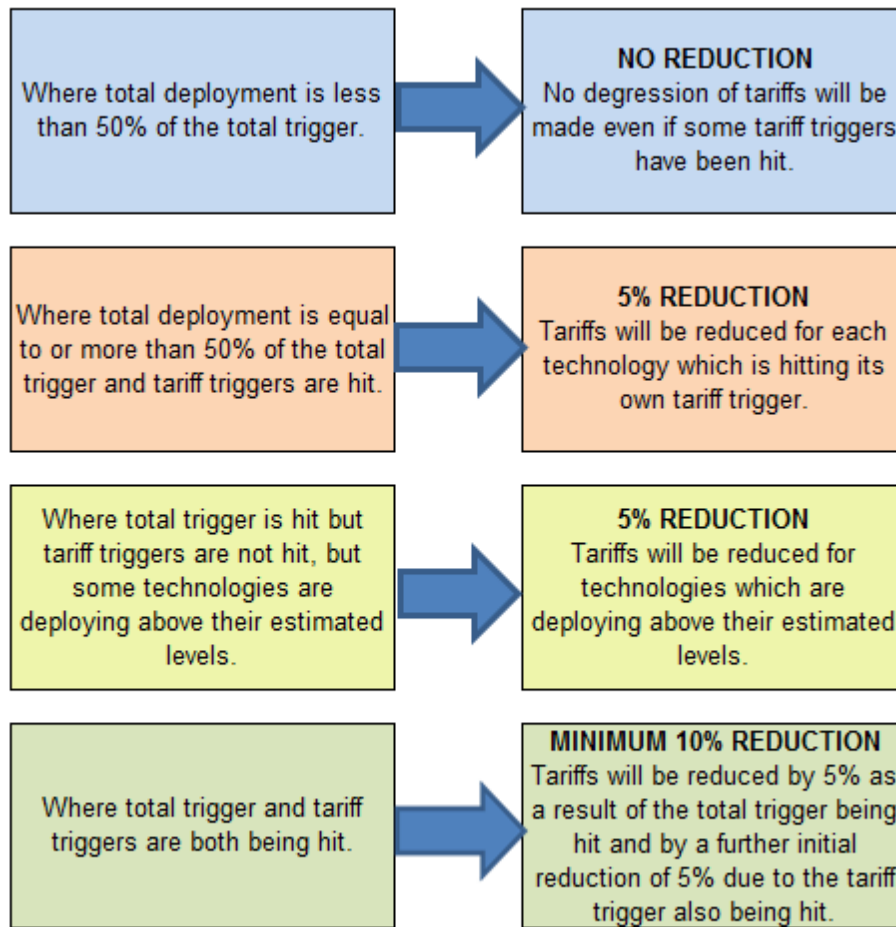 Where total deployment is less
than 50% of the total trigger.
NO REDUCTION
No degression of tariffs will be
made even if some tariff triggers
have been hit.
Where total deployment is equal
to or more than 50% of the total
trigger and tariff triggers are hit.
5% REDUCTION
Tariffs will be reduced for each
technology which is hitting its
own tariff trigger.
Where total trigger is hit but
tariff triggers are not hit, but
some technologies are
deploying above their estimated
levels.
5% REDUCTION
Tariffs will be reduced for
technologies which are
deploying above their estimated
levels.
Where total trigger and tariff
triggers are both being hit.
MINIMUM 10% REDUCTION
Tariffs will be reduced by 5% as
a result of the total trigger being
hit and by a further initial
reduction of 5% due to the tariff
trigger also being hit.